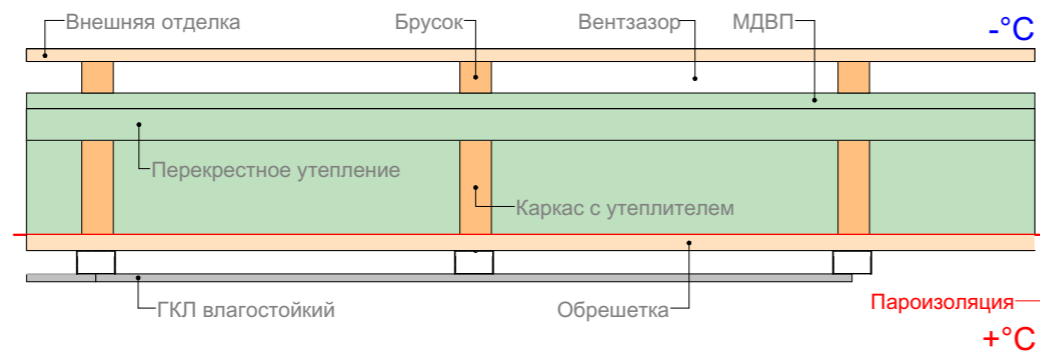 Внешняя отделка
Брусок
Вентзазор
МДВП
-°C
Перекрестное утепление
Каркас с утеплителем
ГКЛ влагостойкий
Обрешетка
Пароизоляция
+°C